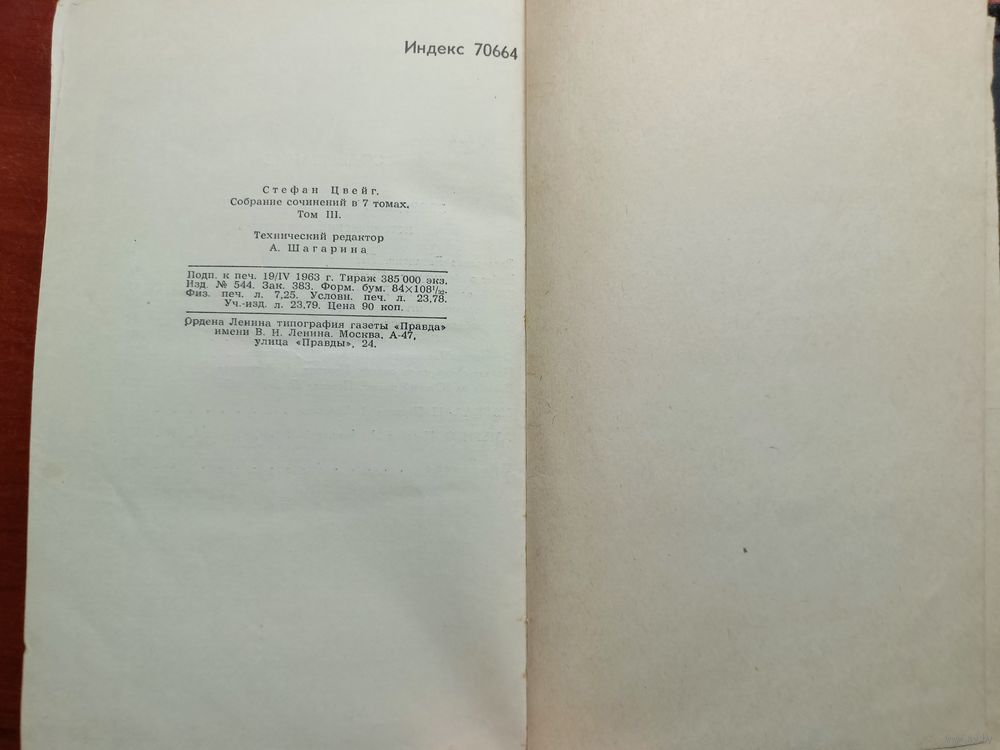 Индекс 70664
Стефан Цвейг.
Собрание сочинений в 7 томах.
Том III.
Технический редактор
А. Шагарина
Подп. к печ. 19/IV 1963 г. Тираж 385 000 экз.
Изд. № 544. Зак. 383. Форм. бум. 84×108¹/₃₂.
Физ. печ. л. 7,25. Условн. печ. л. 23,78.
Уч.-изд. л. 23,79. Цена 90 коп.
Ордена Ленина типография газеты «Правда»
имени В. И. Ленина. Москва, А-47,
улица «Правды», 24.